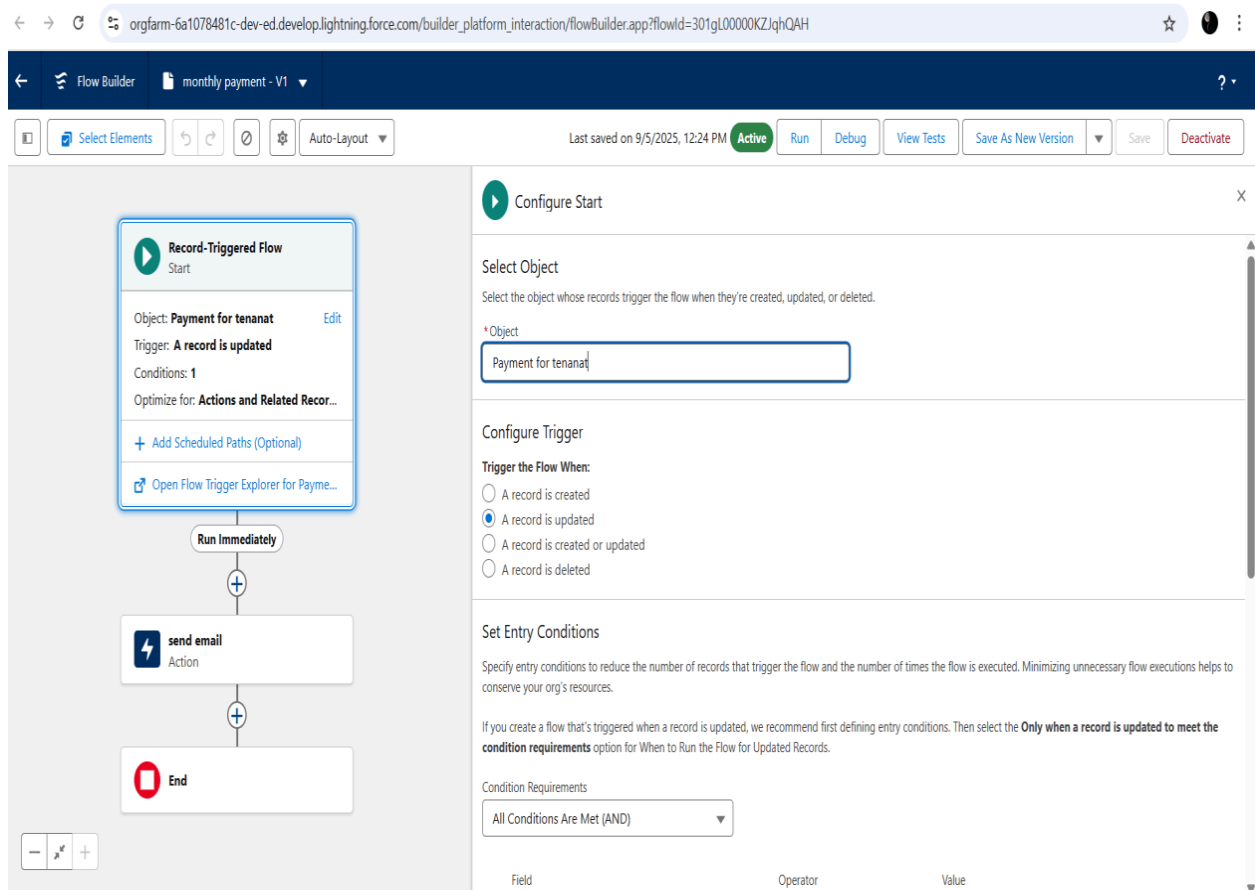 orgfarm-6a1078481c-dev-ed.develop.lightning.force.com/builder_platform_interaction/flowBuilder.app?flowId=301gL00000KZJqhQAH
Flow Builder
monthly payment - V1
?
Select Elements
Auto-Layout
Last saved on 9/5/2025, 12:24 PM
Active
Run
Debug
View Tests
Save As New Version
Save
Deactivate
Record-Triggered Flow
Start
Object: Payment for tenanat
Edit
Trigger: A record is updated
Conditions: 1
Optimize for: Actions and Related Recor...
+ Add Scheduled Paths (Optional)
Open Flow Trigger Explorer for Payme...
Run Immediately
send email
Action
End
Configure Start
X
Select Object
Select the object whose records trigger the flow when they're created, updated, or deleted.
*Object
Payment for tenanat
Configure Trigger
Trigger the Flow When:
A record is created
A record is updated
A record is created or updated
A record is deleted
Set Entry Conditions
Specify entry conditions to reduce the number of records that trigger the flow and the number of times the flow is executed. Minimizing unnecessary flow executions helps to
conserve your org's resources.
If you create a flow that's triggered when a record is updated, we recommend first defining entry conditions. Then select the Only when a record is updated to meet the
condition requirements option for When to Run the Flow for Updated Records.
Condition Requirements
All Conditions Are Met (AND)
Field Operator Value